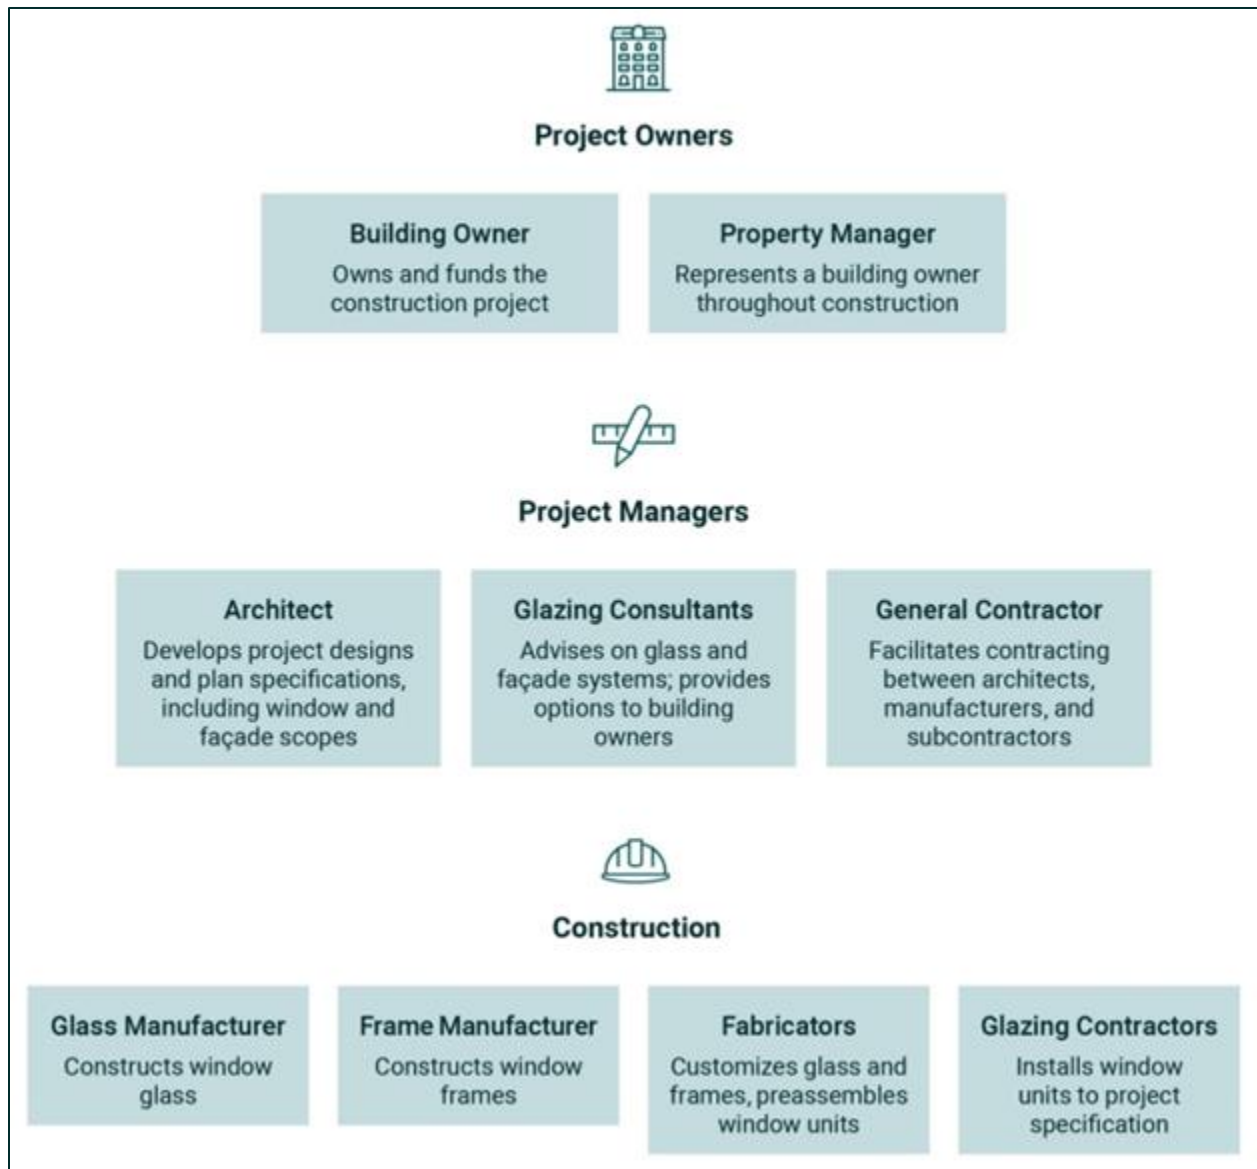 Project Owners
Building Owner
Owns and funds the
construction project
Property Manager
Represents a building owner
throughout construction
Project Managers
Architect
Develops project designs
and plan specifications,
including window and
façade scopes
Glazing Consultants
Advises on glass and
façade systems; provides
options to building
owners
General Contractor
Facilitates contracting
between architects,
manufacturers, and
subcontractors
Construction
Glass Manufacturer
Constructs window
glass
Frame Manufacturer
Constructs window
frames
Fabricators
Customizes glass and
frames, preassembles
window units
Glazing Contractors
Installs window
units to project
specification